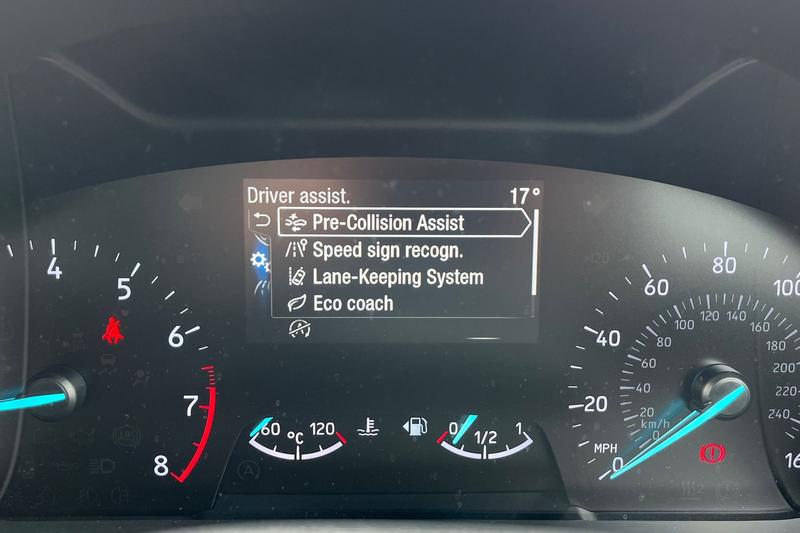 Driver assist. 17°
Pre-Collision Assist
Speed sign recogn.
Lane-Keeping System
Eco coach
4
5
6
7
8
60 °C 120
0 1/2 1
MPH
0
20
40
60
80
100
km/h
0
20
40
60
80
100
120
140
160
180
200
220
240